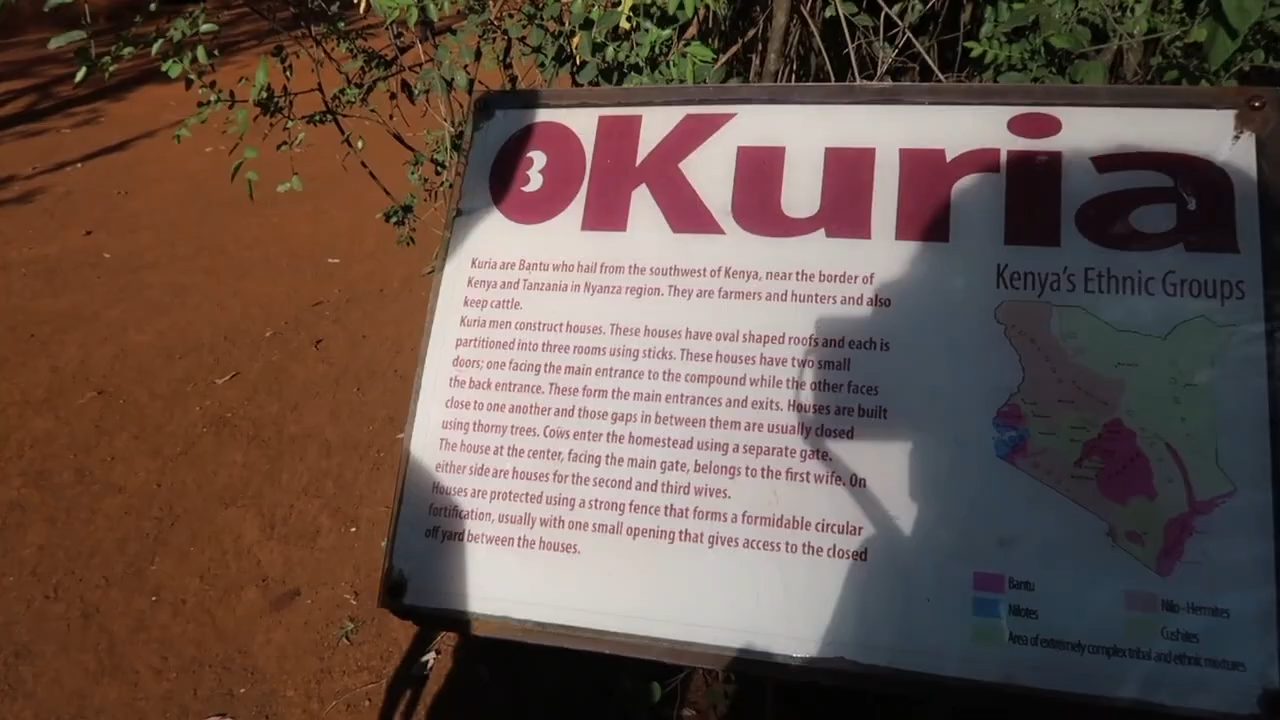 3 Kuria
Kuria are Bantu who hail from the southwest of Kenya, near the border of
Kenya and Tanzania in Nyanza region. They are farmers and hunters and also
keep cattle.
Kuria men construct houses. These houses have oval shaped roofs and each is
partitioned into three rooms using sticks. These houses have two small
doors; one facing the main entrance to the compound while the other faces
the back entrance. These form the main entrances and exits. Houses are built
close to one another and those gaps in between them are usually closed
using thorny trees. Cows enter the homestead using a separate gate.
The house at the center, facing the main gate, belongs to the first wife. On
either side are houses for the second and third wives.
Houses are protected using a strong fence that forms a formidable circular
fortification, usually with one small opening that gives access to the closed
off yard between the houses.
Kenya's Ethnic Groups
Bantu
Nilotes
Nilo-Hermites
Cushites
Area of extremely complex tribal and ethnic mixtures